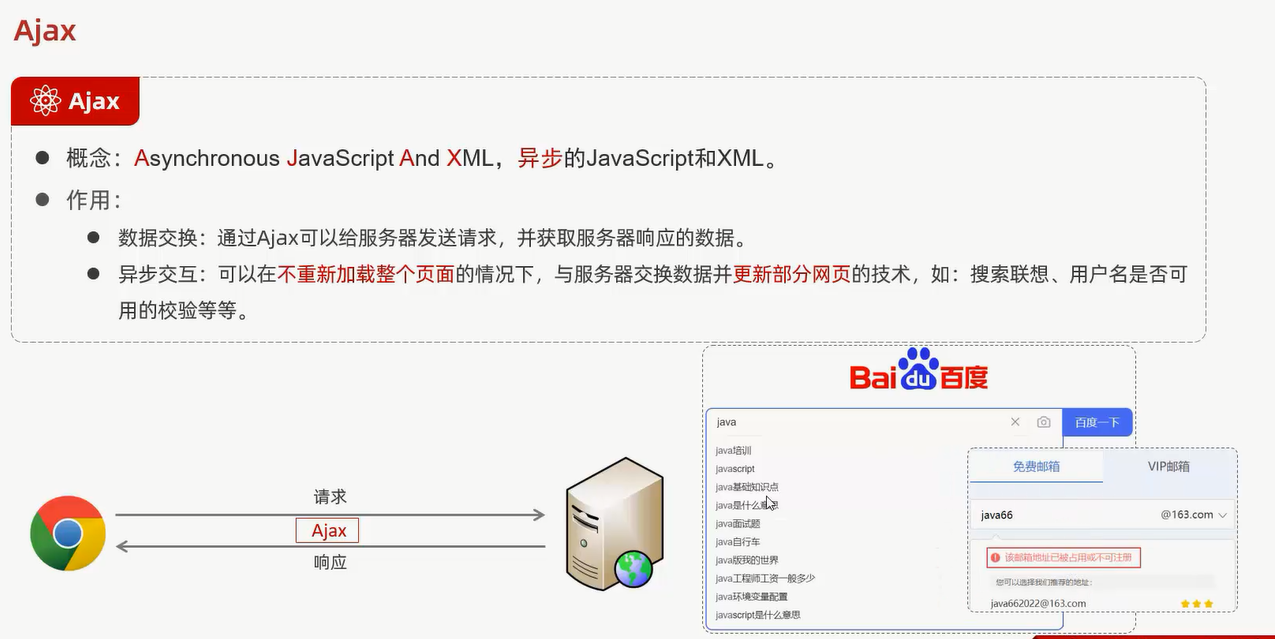 Ajax
Ajax
概念：Asynchronous JavaScript And XML，异步的JavaScript和XML。
作用：
数据交换：通过Ajax可以给服务器发送请求，并获取服务器响应的数据。
异步交互：可以在不重新加载整个页面的情况下，与服务器交换数据并更新部分网页的技术，如：搜索联想、用户名是否可
用的校验等等。
请求
Ajax
响应
Bai du 百度
java
百度一下
java培训
javascript
java基础知识点
java是什么意思
java面试题
java自行车
java版我的世界
java工程师工资一般多少
java环境变量配置
javascript是什么意思
免费邮箱
VIP邮箱
java66
@163.com
该邮箱地址已被占用或不可注册
您可以选择我们推荐的地址：
java662022@163.com